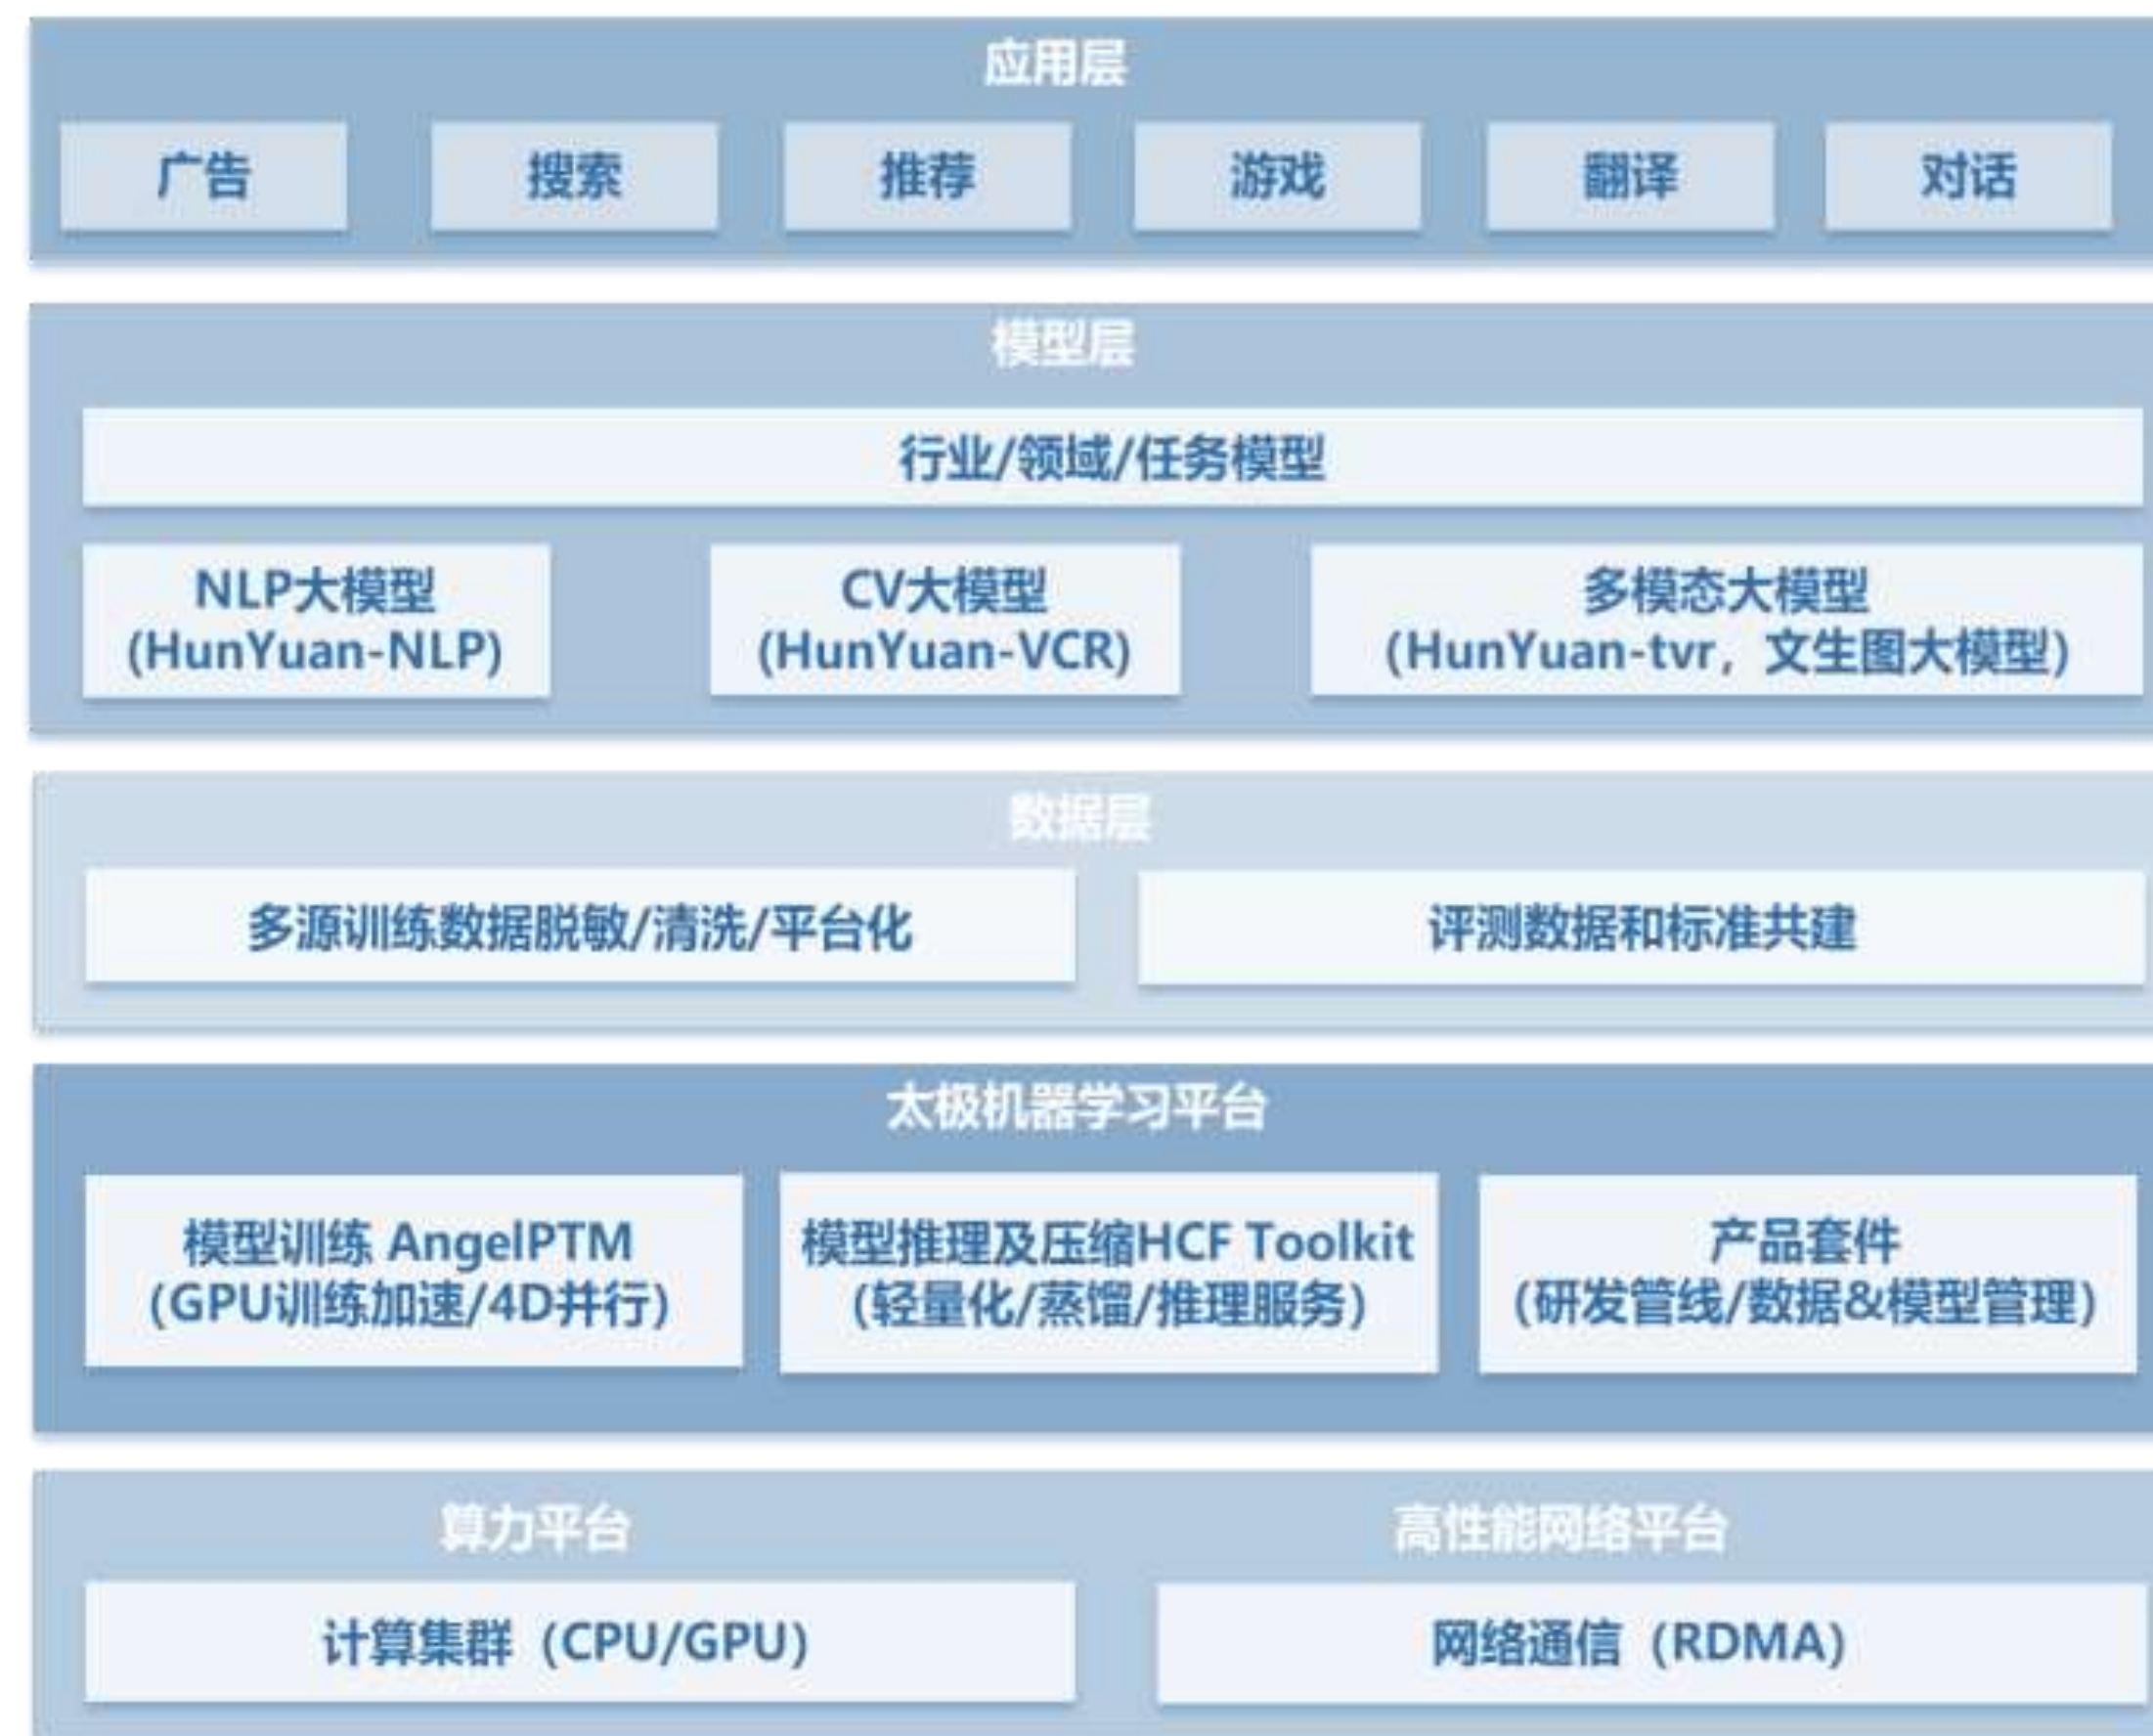 应用层
广告
搜索
推荐
游戏
翻译
对话
模型层
行业/领域/任务模型
NLP大模型
(HunYuan-NLP)
CV大模型
(HunYuan-VCR)
多模态大模型
（HunYuan-tvr，文生图大模型）
数据层
多源训练数据脱敏/清洗/平台化
评测数据和标准共建
太极机器学习平台
模型训练 AngelPTM
（GPU训练加速/4D并行）
模型推理及压缩HCF Toolkit
（轻量化/蒸馏/推理服务）
产品套件
（研发管线/数据&模型管理）
算力平台
高性能网络平台
计算集群（CPU/GPU）
网络通信（RDMA）